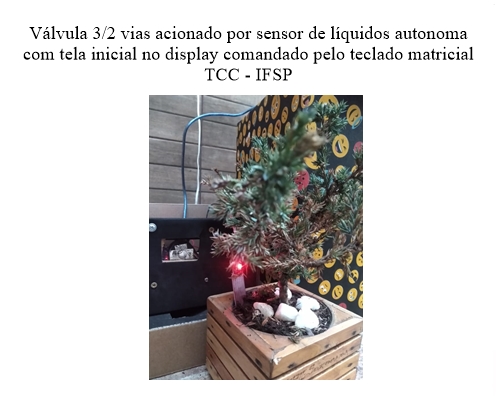 Válvula 3/2 vias acionado por sensor de líquidos autonoma
com tela inicial no display comandado pelo teclado matricial
TCC - IFSP